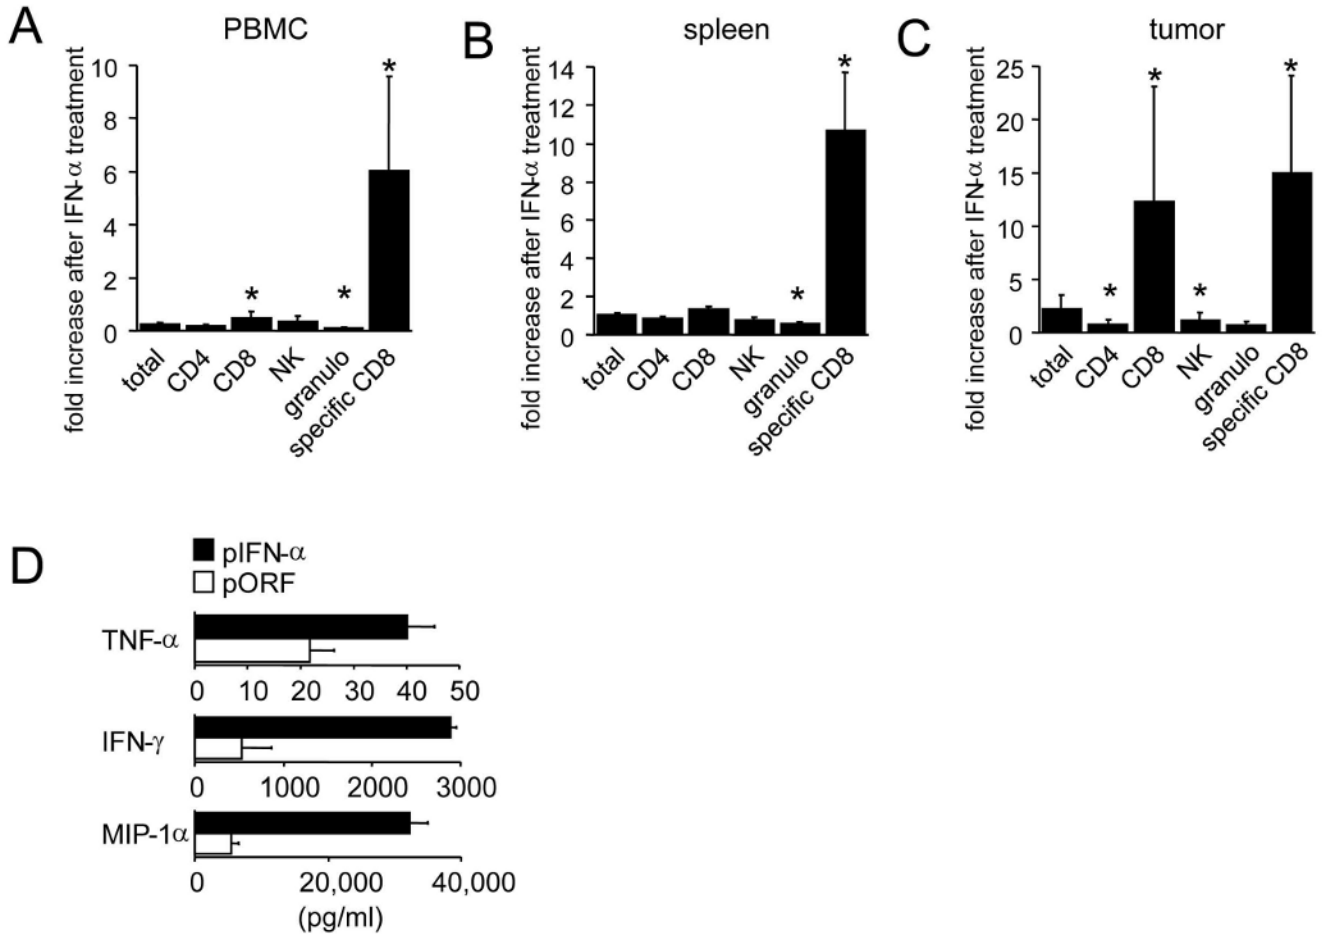 A
PBMC
fold increase after IFN-α treatment
10
8
6
4
2
0
*
*
*
total
CD4
CD8
NK
granulo
specific CD8
B
spleen
fold increase after IFN-α treatment
14
12
10
8
6
4
2
0
*
*
total
CD4
CD8
NK
granulo
specific CD8
C
tumor
fold increase after IFN-α treatment
25
20
15
10
5
0
*
*
*
*
total
CD4
CD8
NK
granulo
specific CD8
D
pIFN-α
pORF
TNF-α
0 10 20 30 40 50
IFN-γ
0 1000 2000 3000
MIP-1α
0 20,000 40,000
(pg/ml)